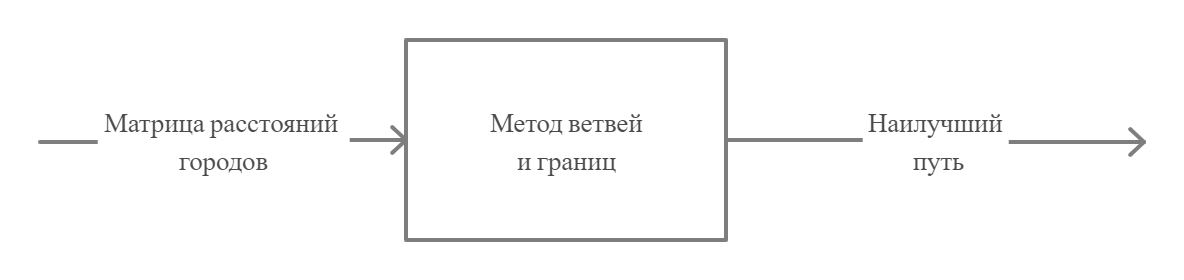 Матрица расстояний
городов
Метод ветвей
и границ
Наилучший
путь